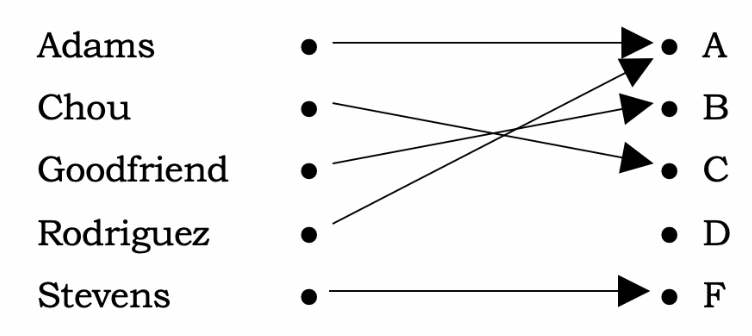 Adams A
Chou B
Goodfriend C
Rodriguez D
Stevens F